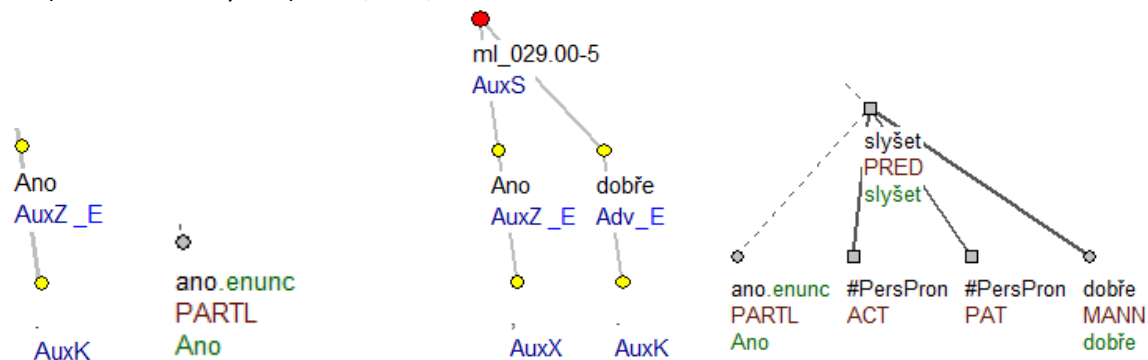 Ano
AuxZ _E
.
AuxK
ano.enunc
PARTL
Ano
ml_029.00-5
AuxS
Ano
AuxZ _E
,
AuxX
dobře
Adv_E
.
AuxK
slyšet
PRED
slyšet
ano.enunc
PARTL
Ano
#PersPron
ACT
#PersPron
PAT
dobře
MANN
dobře